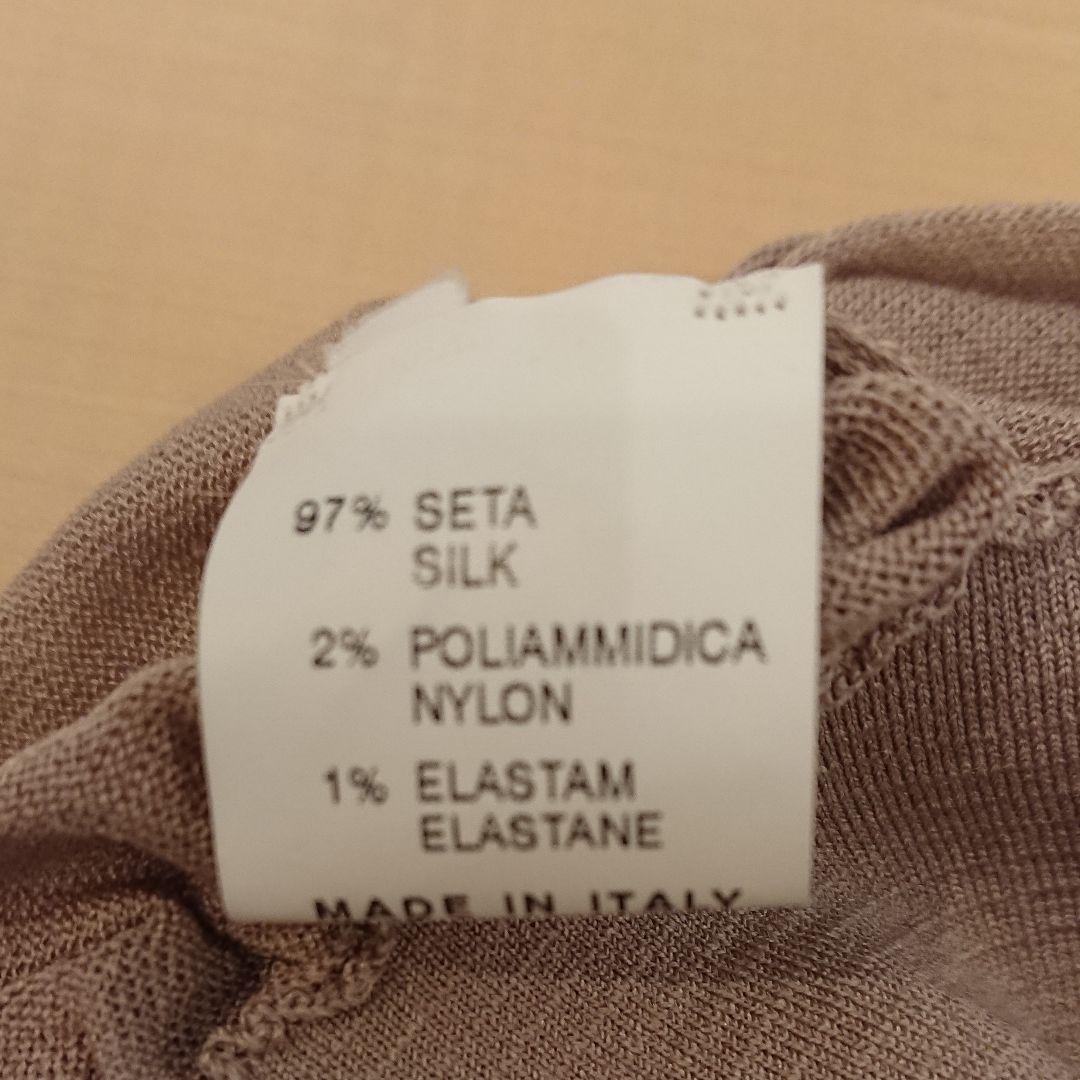 97% SETA
SILK
2% POLIAMMIDICA
NYLON
1% ELASTAM
ELASTANE
MADE IN ITALY